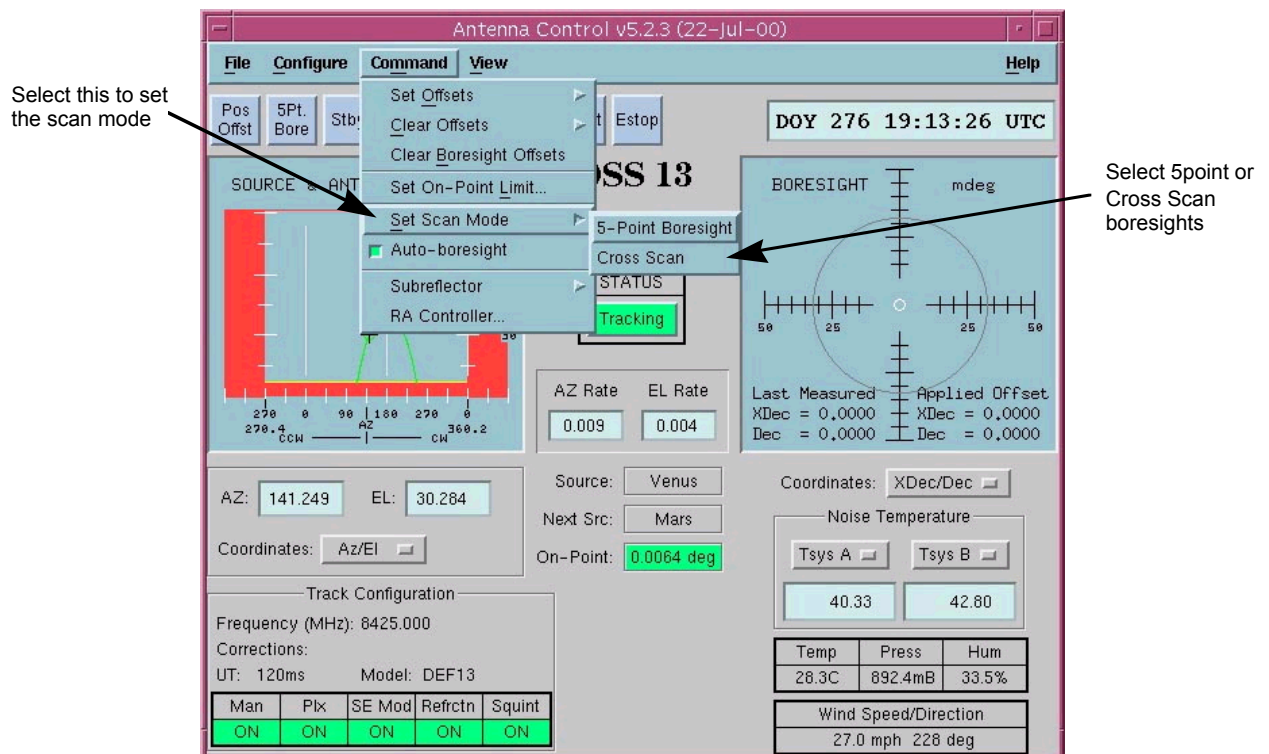 Antenna Control v5.2.3 (22-Jul-00)
File Configure Command View Help
Select this to set
the scan mode
Pos
Offst
5Pt.
Bore
Estop
DOY 276 19:13:26 UTC
Set Offsets
Clear Offsets
Clear Boresight Offsets
Set On-Point Limit...
Set Scan Mode
Auto-boresight
Subreflector
RA Controller...
5-Point Boresight
Cross Scan
Select 5point or
Cross Scan
boresights
SOURCE & ANT
DSS 13
STATUS
Tracking
BORESIGHT mdeg
50 25 25 50
Last Measured Applied Offset
XDec = 0.0000 XDec = 0.0000
Dec = 0.0000 Dec = 0.0000
270 0 90 180 270 0
270.4 AZ 360.2
CCW CW
AZ Rate EL Rate
0.009 0.004
AZ: 141.249 EL: 30.284
Coordinates: Az/El
Source: Venus
Next Src: Mars
On-Point: 0.0064 deg
Coordinates: XDec/Dec
Noise Temperature
Tsys A Tsys B
40.33 42.80
Track Configuration
Frequency (MHz): 8425.000
Corrections:
UT: 120ms Model: DEF13
Man Plx SE Mod Refrctn Squint
ON ON ON ON ON
Temp Press Hum
28.3C 892.4mB 33.5%
Wind Speed/Direction
27.0 mph 228 deg